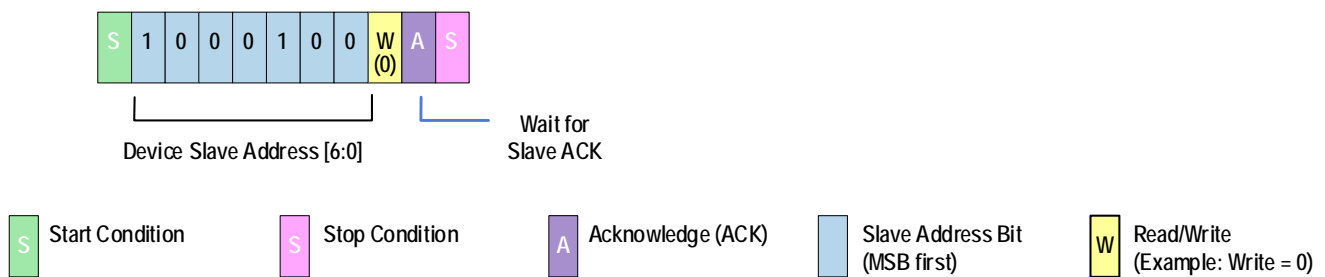 S 1 0 0 0 1 0 0 W A S
(0)
Wait for
Device Slave Address [6:0] Slave ACK
S Start Condition S Stop Condition A Acknowledge (ACK) Slave Address Bit W Read/Write
(MSB first) (Example: Write = 0)